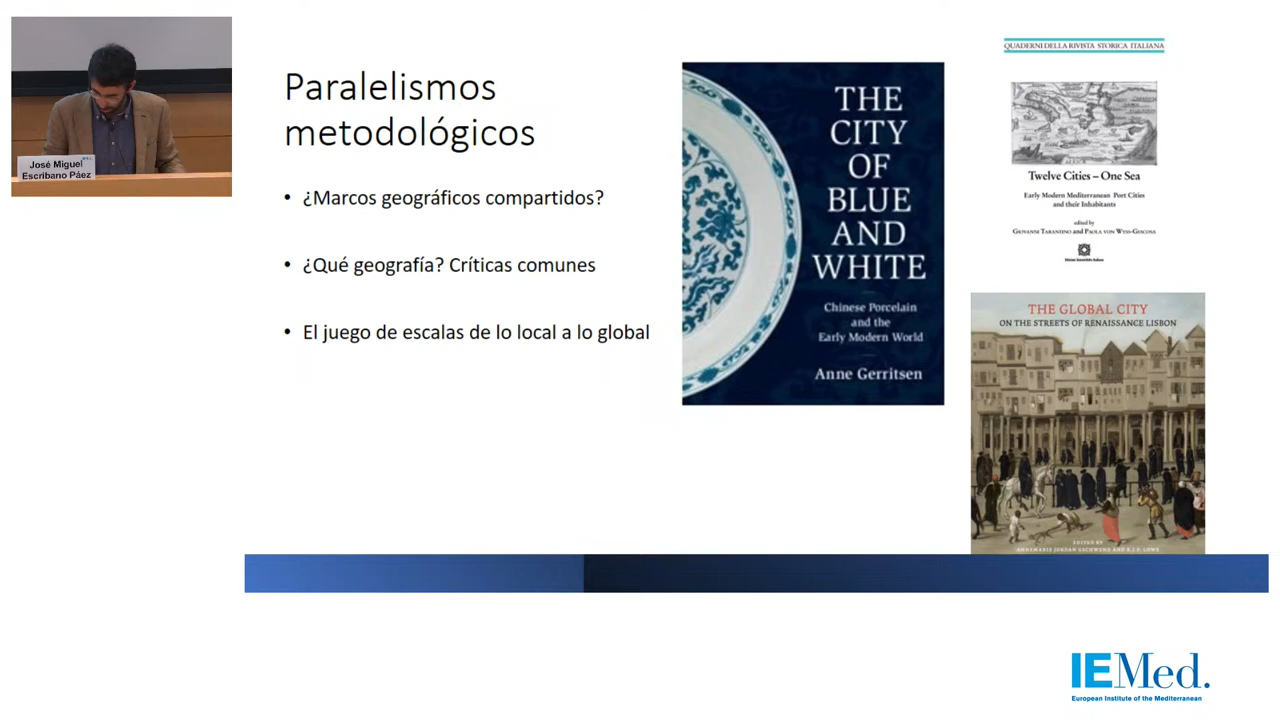 José Miguel
Escribano Páez
Paralelismos
metodológicos
• ¿Marcos geográficos compartidos?
• ¿Qué geografía? Críticas comunes
• El juego de escalas de lo local a lo global
THE
CITY
OF
BLUE
AND
WHITE
Chinese Porcelain
and the
Early Modern World
Anne Gerritsen
QUADERNI DELLA RIVISTA STORICA ITALIANA
Twelve Cities – One Sea
Early Modern Mediterranean Port Cities
and their Inhabitants
edited by
GIOVANNI TARANTINO and PAOLA VON WYSS-GIACOSA
Edizioni Scientifiche Italiane
THE GLOBAL CITY
ON THE STREETS OF RENAISSANCE LISBON
EDITED BY
ANNEMARIE JORDAN GSCHWEND AND K.J.P. LOWE
IEMed.
European Institute of the Mediterranean